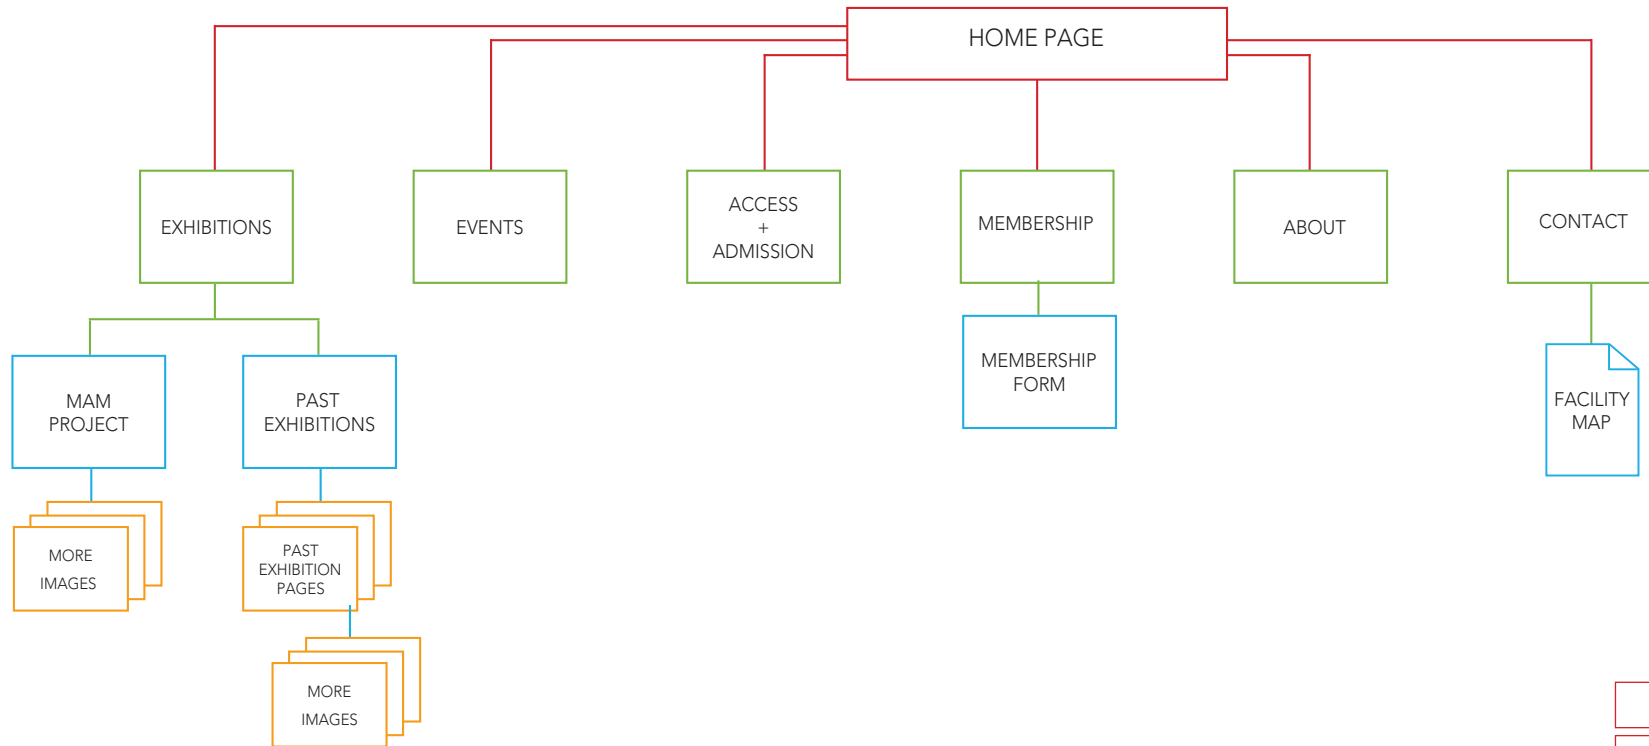 HOME PAGE
EXHIBITIONS
EVENTS
ACCESS
+
ADMISSION
MEMBERSHIP
ABOUT
CONTACT
MAM
PROJECT
PAST
EXHIBITIONS
MEMBERSHIP
FORM
FACILITY
MAP
MORE
IMAGES
PAST
EXHIBITION
PAGES
MORE
IMAGES